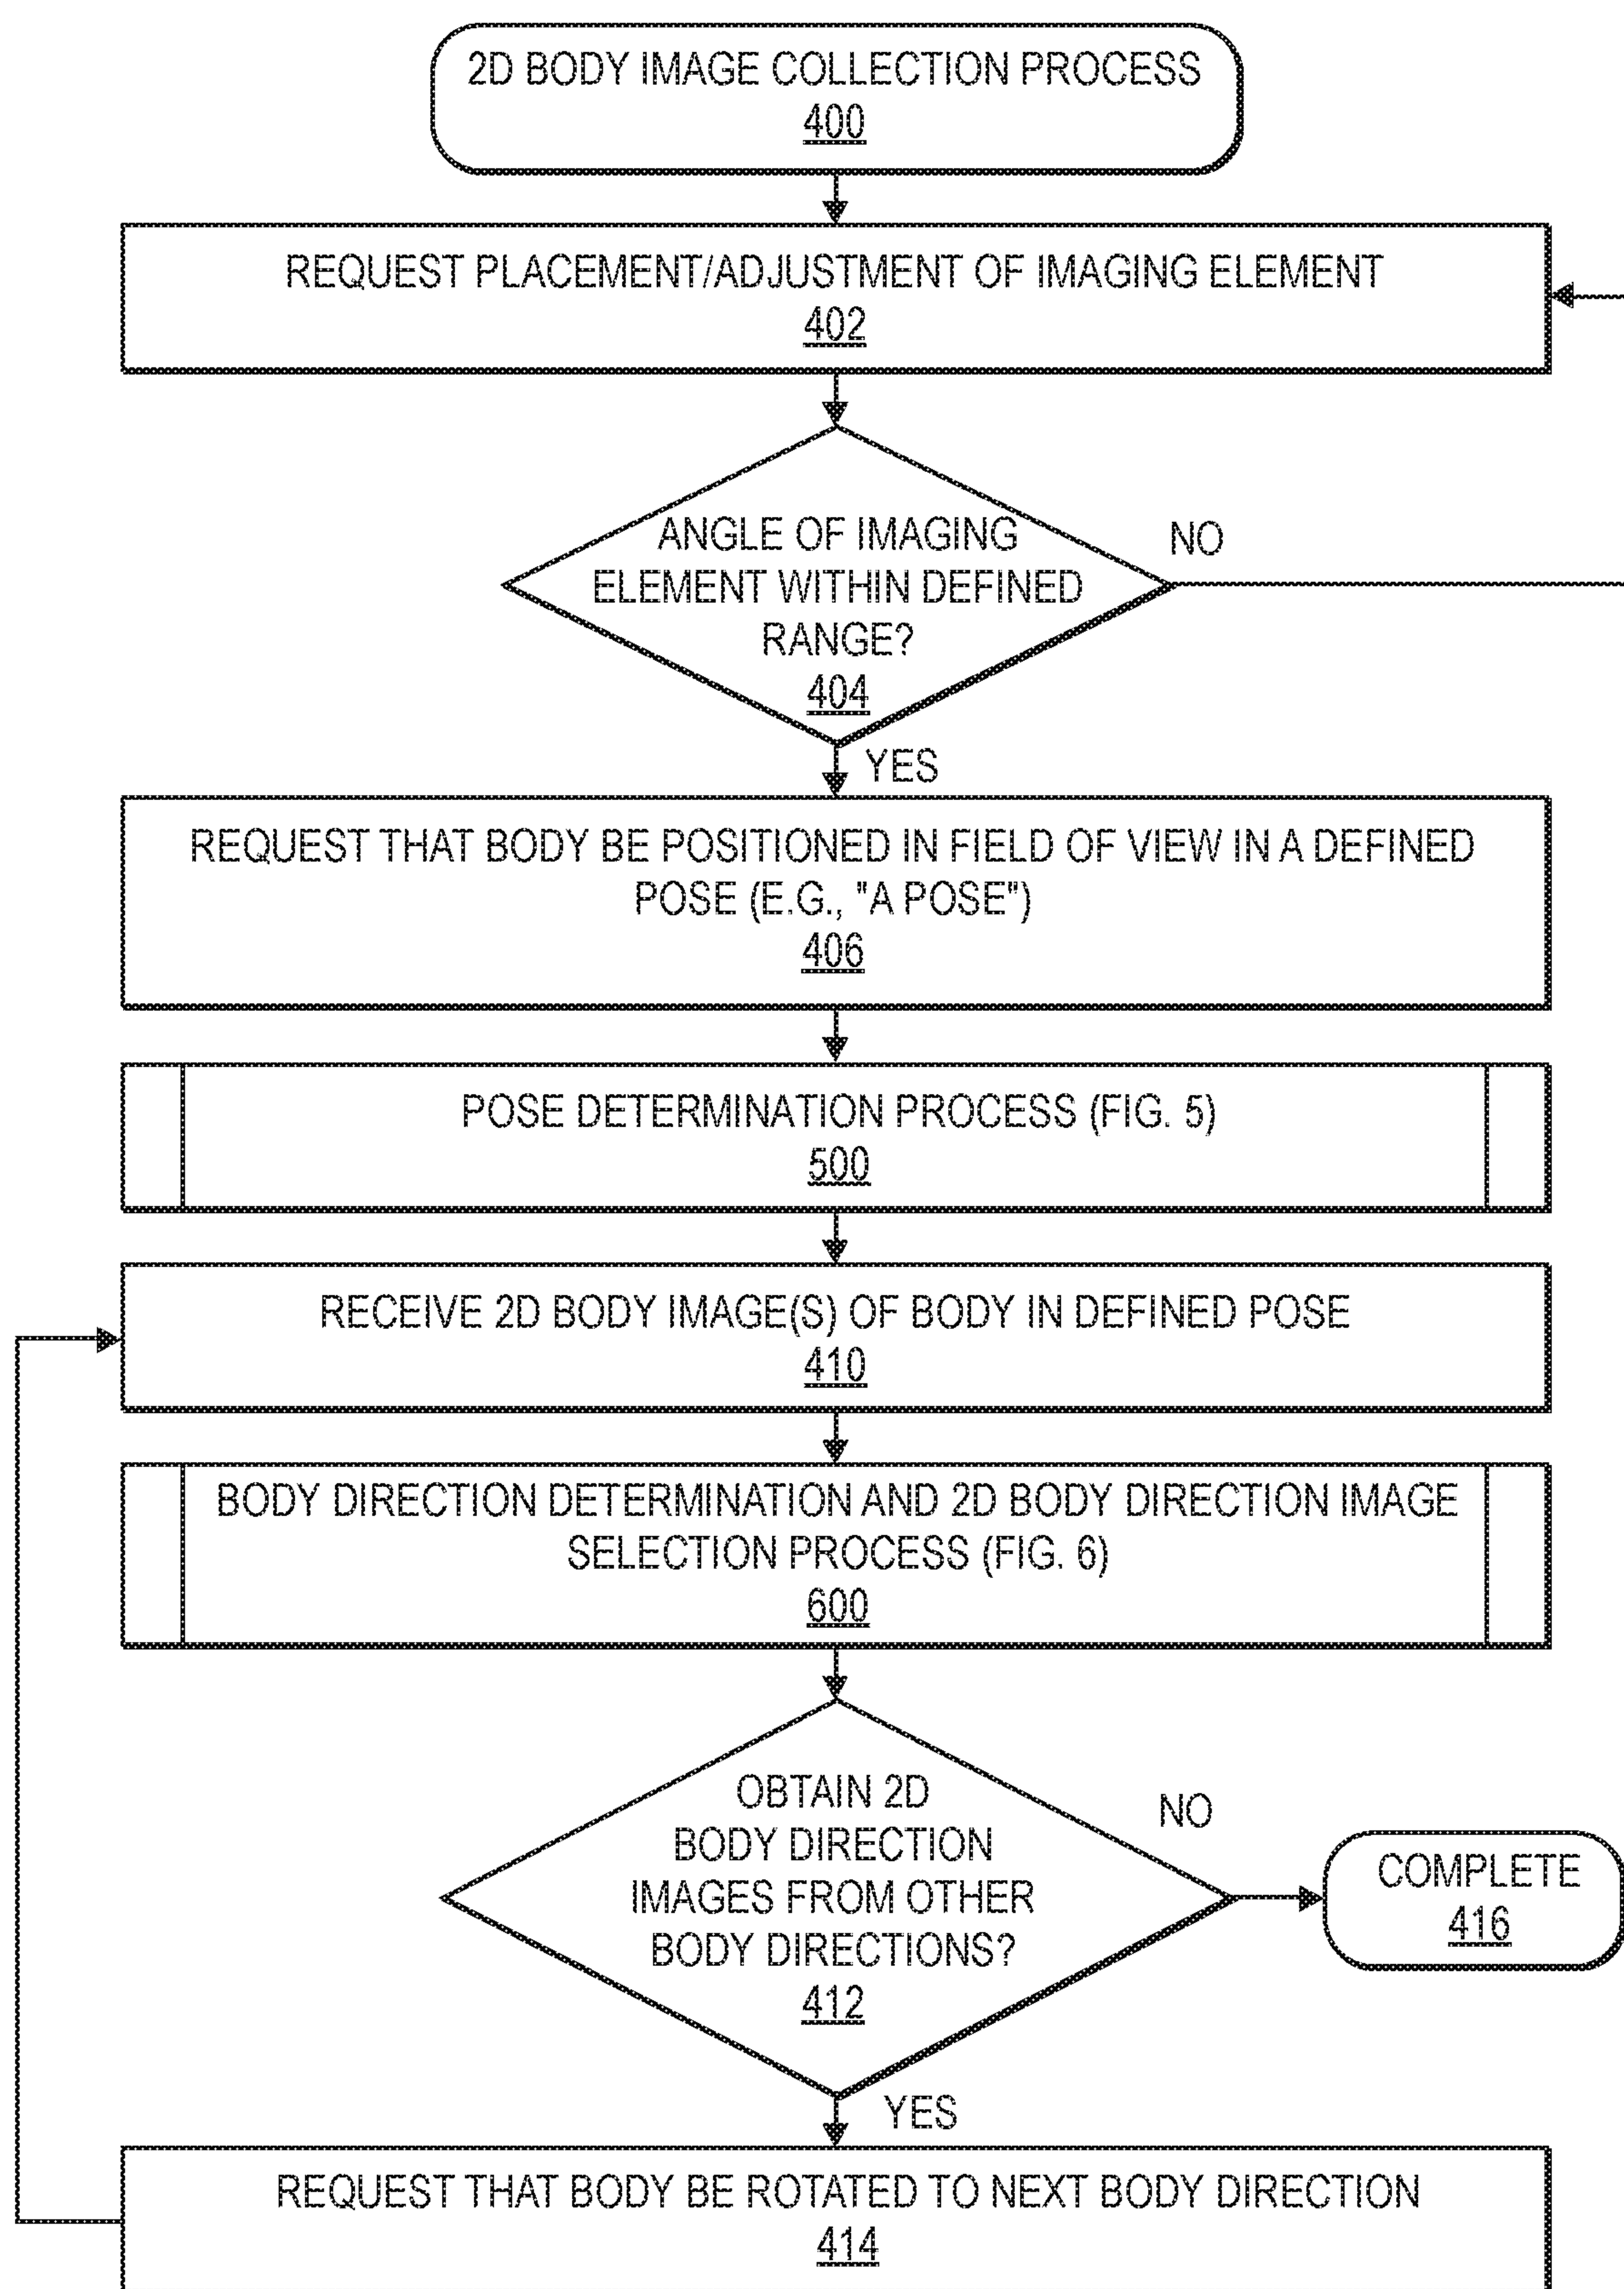 2D BODY IMAGE COLLECTION PROCESS
400
REQUEST PLACEMENT/ADJUSTMENT OF IMAGING ELEMENT
402
ANGLE OF IMAGING
ELEMENT WITHIN DEFINED
RANGE?
404
NO
YES
REQUEST THAT BODY BE POSITIONED IN FIELD OF VIEW IN A DEFINED
POSE (E.G., "A POSE")
406
POSE DETERMINATION PROCESS (FIG. 5)
500
RECEIVE 2D BODY IMAGE(S) OF BODY IN DEFINED POSE
410
BODY DIRECTION DETERMINATION AND 2D BODY DIRECTION IMAGE
SELECTION PROCESS (FIG. 6)
600
OBTAIN 2D
BODY DIRECTION
IMAGES FROM OTHER
BODY DIRECTIONS?
412
NO
COMPLETE
416
YES
REQUEST THAT BODY BE ROTATED TO NEXT BODY DIRECTION
414